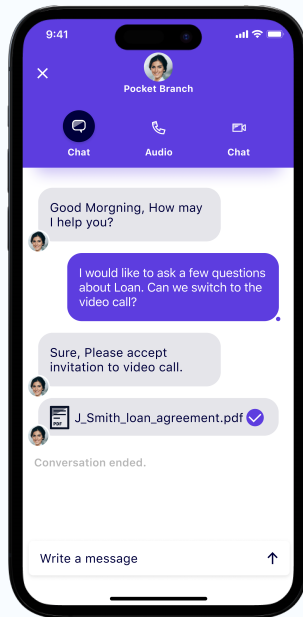 9:41
Pocket Branch
Chat
Audio
Chat
Good Morgning, How may
I help you?
I would like to ask a few questions
about Loan. Can we switch to the
video call?
Sure, Please accept
invitation to video call.
PDF
J_Smith_loan_agreement.pdf
Conversation ended.
Write a message